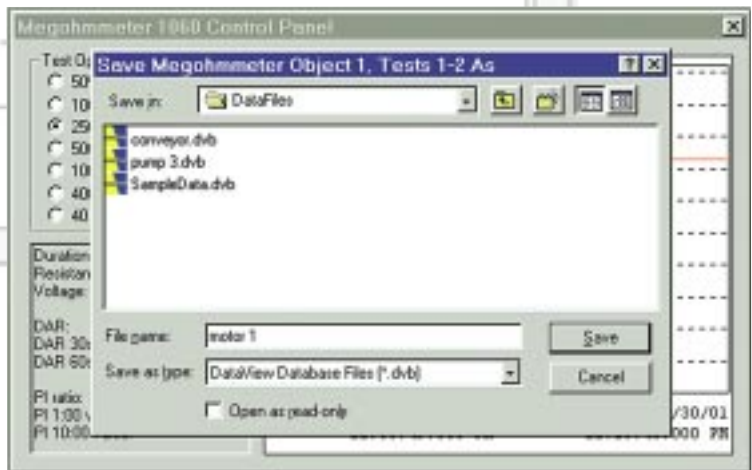 Megohmmeter 1060 Control Panel
Save Megohmmeter Object 1, Tests 1-2 As
Save in: DataFiles
conveyor.dvb
pump 3.dvb
SampleData.dvb
File name: motor 1
Save
Save as type: DataView Database Files (*.dvb)
Cancel
Open as read-only
Test Op
50
10
25
50
10
40
40
Duration
Resistan
Voltage:
DAR:
DAR 30s
DAR 60s
PI ratio:
PI 1:00
PI 10:00
/30/01
000 PM